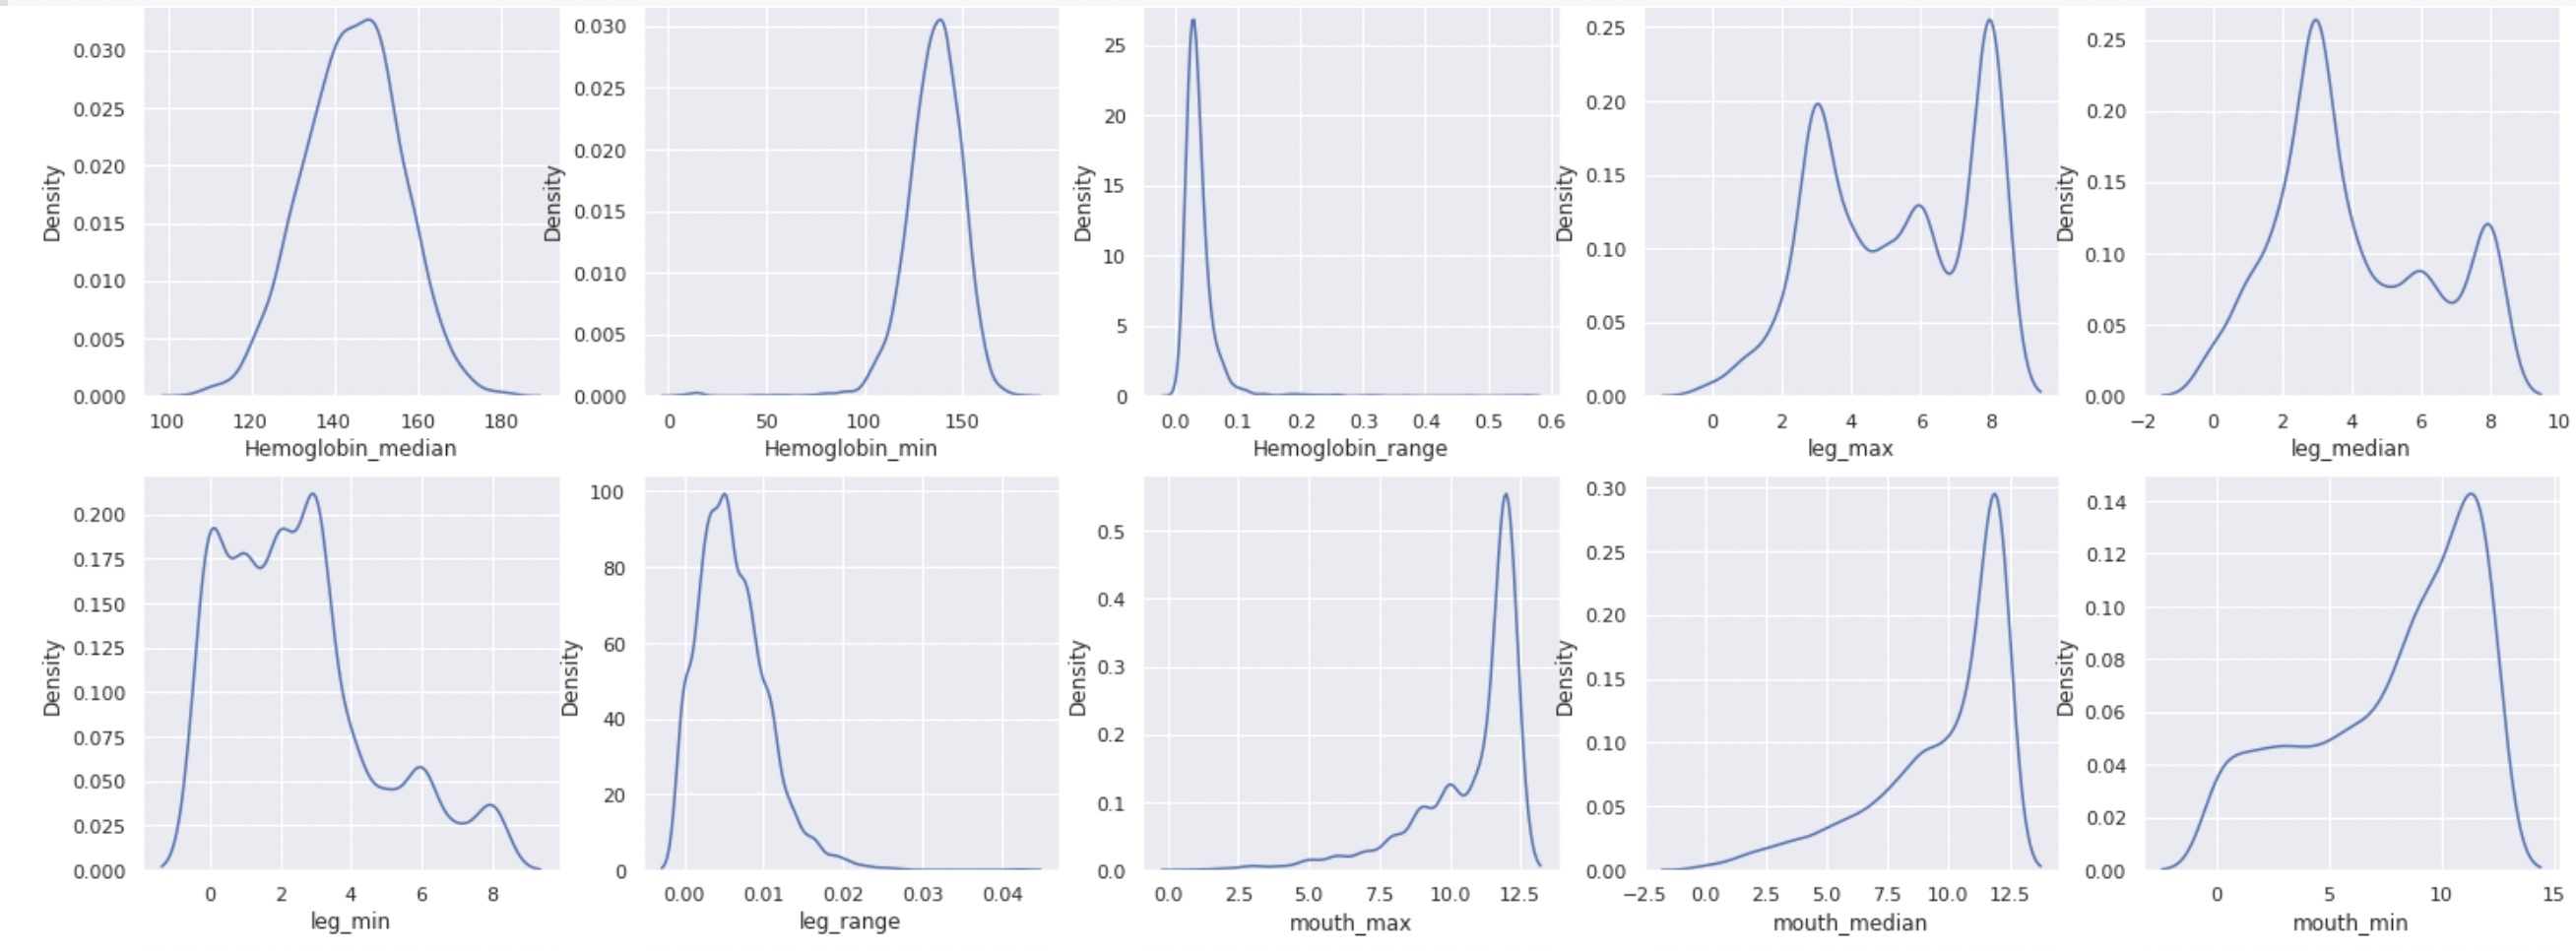 Density
0.030
0.025
0.020
0.015
0.010
0.005
0.000
100 120 140 160 180
Hemoglobin_median
Density
0.030
0.025
0.020
0.015
0.010
0.005
0.000
0 50 100 150
Hemoglobin_min
Density
25
20
15
10
5
0
0.0 0.1 0.2 0.3 0.4 0.5 0.6
Hemoglobin_range
Density
0.25
0.20
0.15
0.10
0.05
0.00
0 2 4 6 8
leg_max
Density
0.25
0.20
0.15
0.10
0.05
0.00
−2 0 2 4 6 8 10
leg_median
Density
0.200
0.175
0.150
0.125
0.100
0.075
0.050
0.025
0.000
0 2 4 6 8
leg_min
Density
100
80
60
40
20
0
0.00 0.01 0.02 0.03 0.04
leg_range
Density
0.5
0.4
0.3
0.2
0.1
0.0
0.0 2.5 5.0 7.5 10.0 12.5
mouth_max
Density
0.30
0.25
0.20
0.15
0.10
0.05
0.00
−2.5 0.0 2.5 5.0 7.5 10.0 12.5
mouth_median
Density
0.14
0.12
0.10
0.08
0.06
0.04
0.02
0.00
0 5 10 15
mouth_min